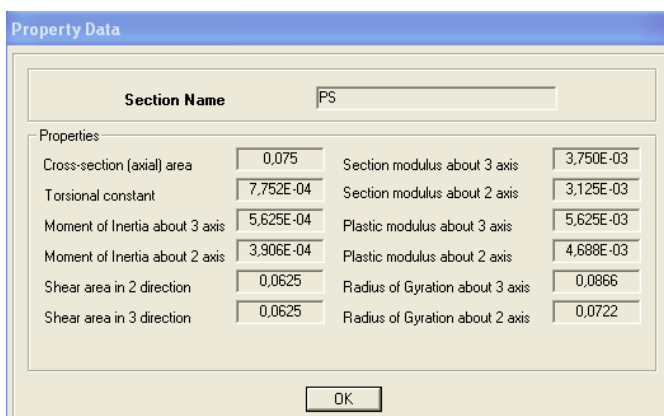 Property Data
Section Name PS
Properties
Cross-section (axial) area 0,075 Section modulus about 3 axis 3,750E-03
Torsional constant 7,752E-04 Section modulus about 2 axis 3,125E-03
Moment of Inertia about 3 axis 5,625E-04 Plastic modulus about 3 axis 5,625E-03
Moment of Inertia about 2 axis 3,906E-04 Plastic modulus about 2 axis 4,688E-03
Shear area in 2 direction 0,0625 Radius of Gyration about 3 axis 0,0866
Shear area in 3 direction 0,0625 Radius of Gyration about 2 axis 0,0722
OK